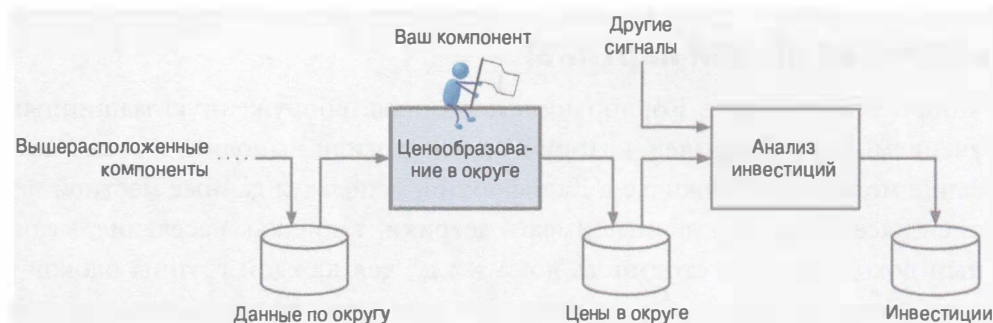 Ваш компонент
Другие
сигналы
Вышерасположенные
компоненты
Ценообразова-
ние в округе
Анализ
инвестиций
Данные по округу
Цены в округе
Инвестиции